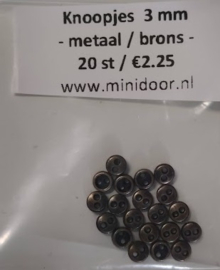 Knoopjes 3 mm
- metaal / brons -
20 st / €2.25
www.minidoor.nl